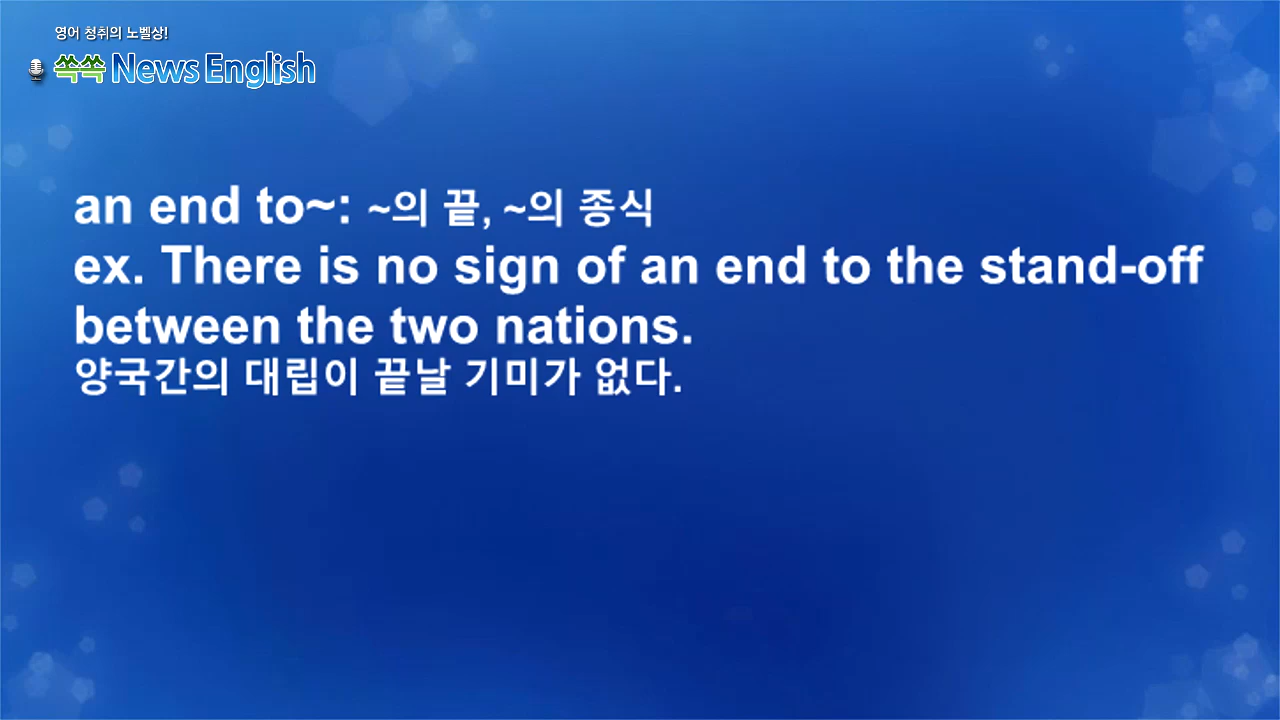 영어 청취의 노벨상!
쏙쏙 News English
an end to~: ~의 끝, ~의 종식
ex. There is no sign of an end to the stand-off
between the two nations.
양국간의 대립이 끝날 기미가 없다.